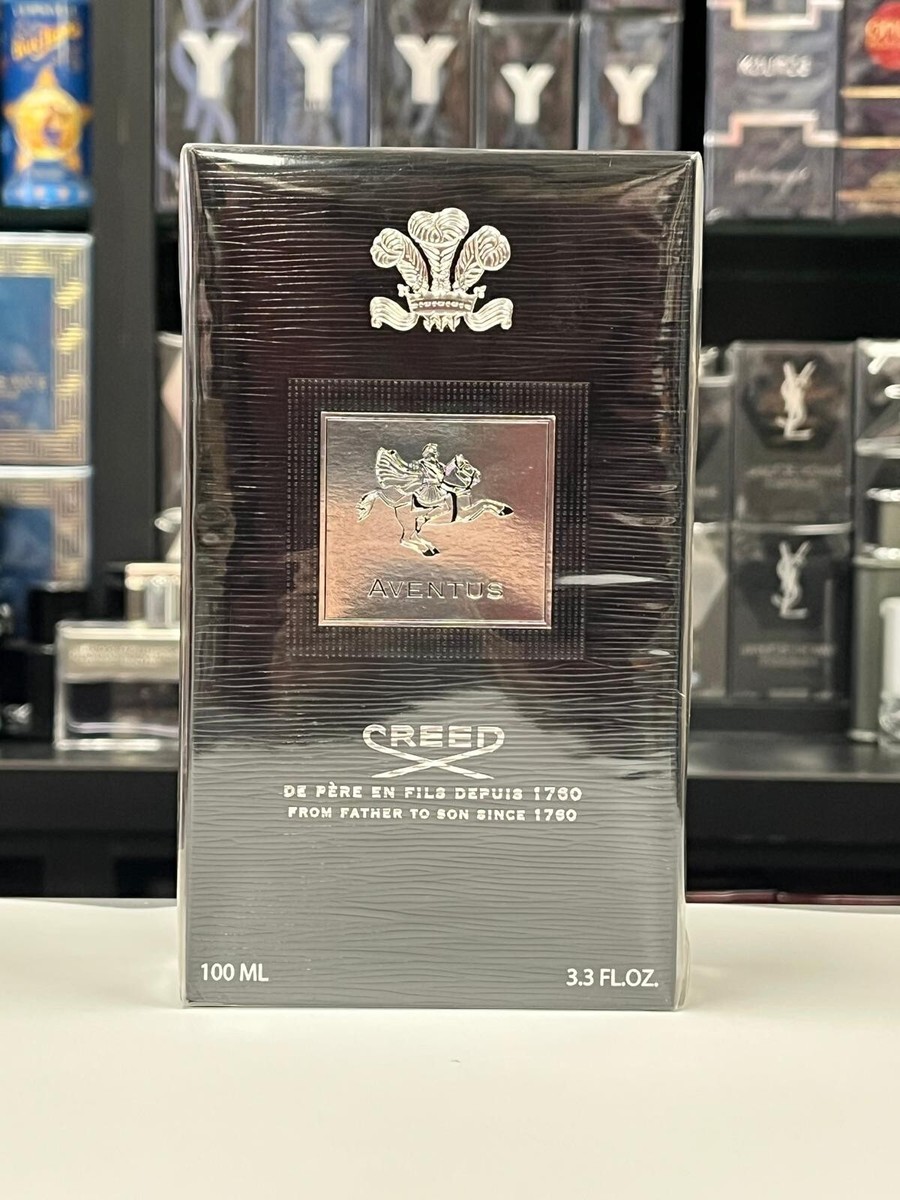 Y Y Y Y Y
AVENTUS
CREED
DE PÈRE EN FILS DEPUIS 1760
FROM FATHER TO SON SINCE 1760
100 ML
3.3 FL.OZ.